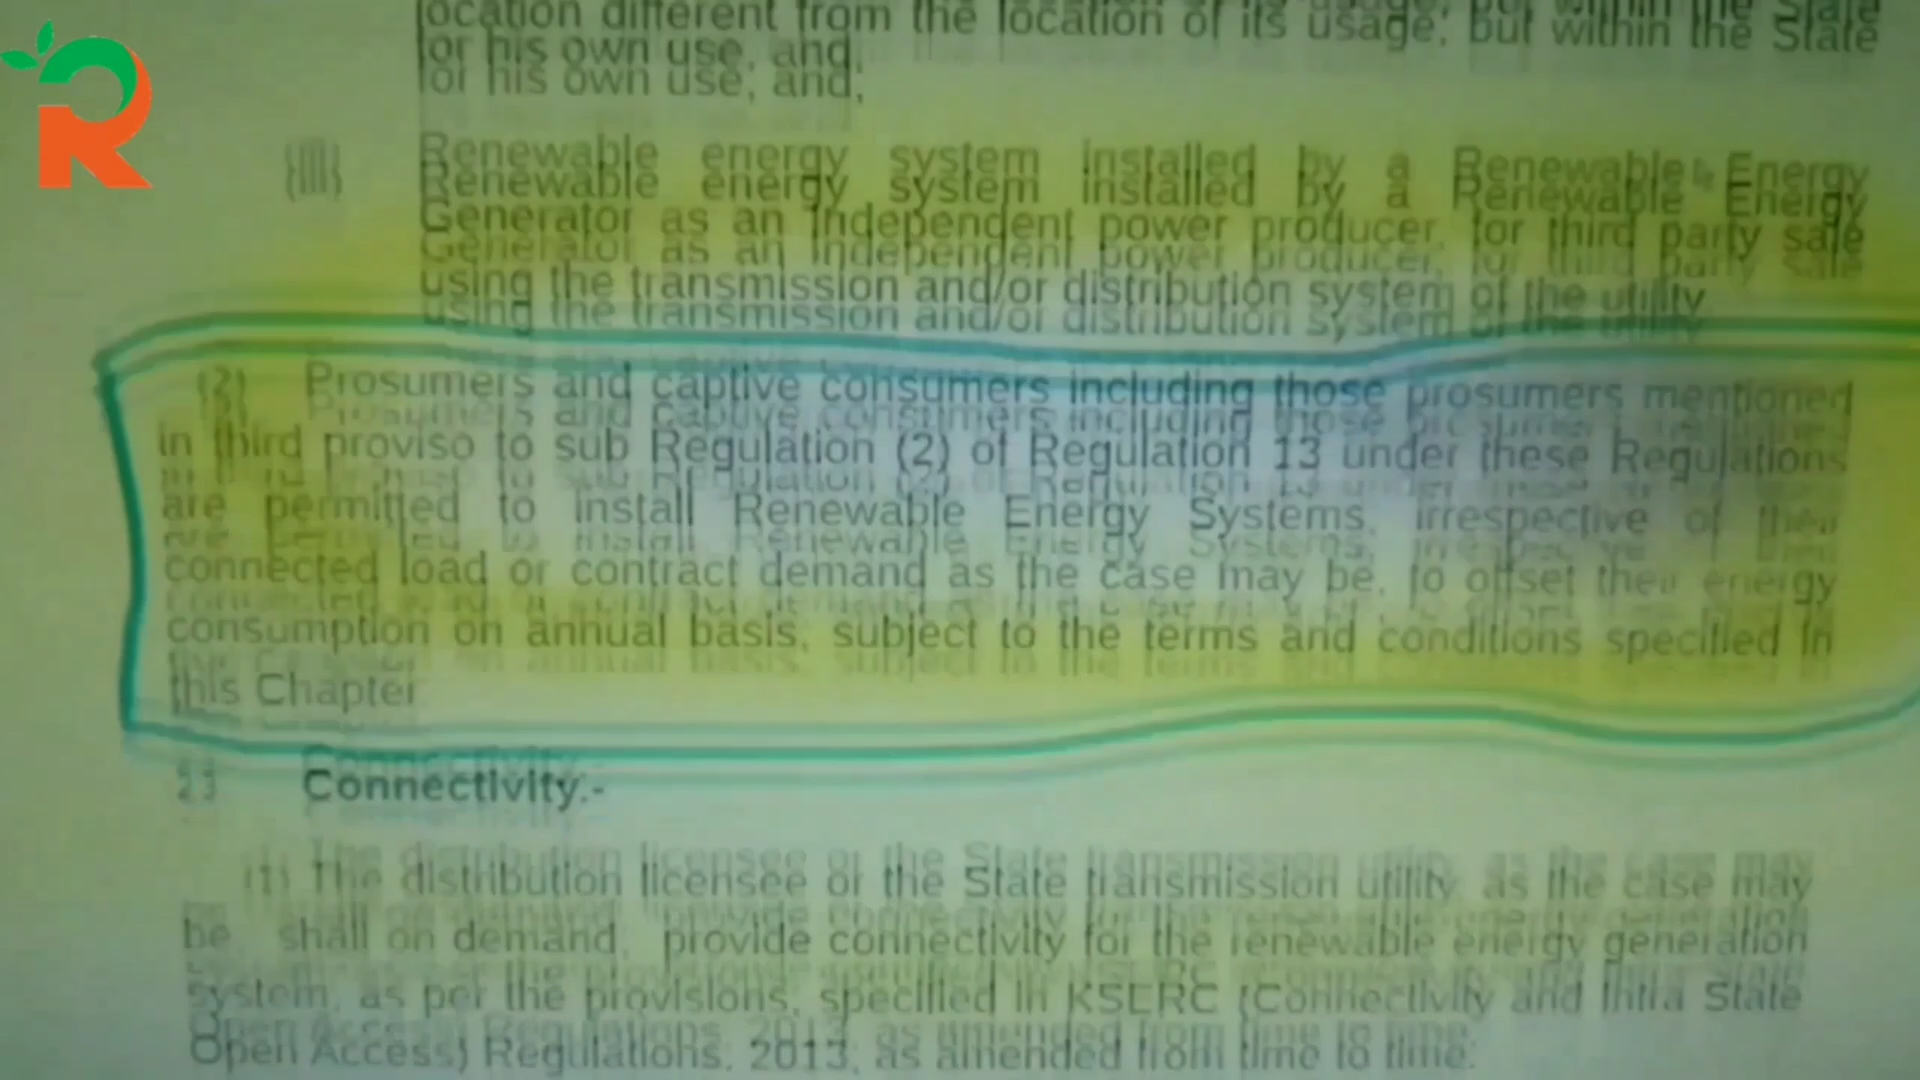 location different from the location of its usage; but within the State
for his own use, and;
(iii) Renewable energy system installed by a Renewable Energy
Generator as an Independent power producer, for third party sale
using the transmission and/or distribution system of the utility
(2) Prosumers and captive consumers including those prosumers mentioned
in third proviso to sub Regulation (2) of Regulation 13 under these Regulations
are permitted to install Renewable Energy Systems, irrespective of their
connected load or contract demand as the case may be, to offset their energy
consumption on annual basis, subject to the terms and conditions specified in
this Chapter
23 Connectivity.-
(1) The distribution licensee or the State transmission utility, as the case may
be, shall on demand, provide connectivity for the renewable energy generation
system, as per the provisions, specified in KSERC (Connectivity and Intra State
Open Access) Regulations, 2013, as amended from time to time.